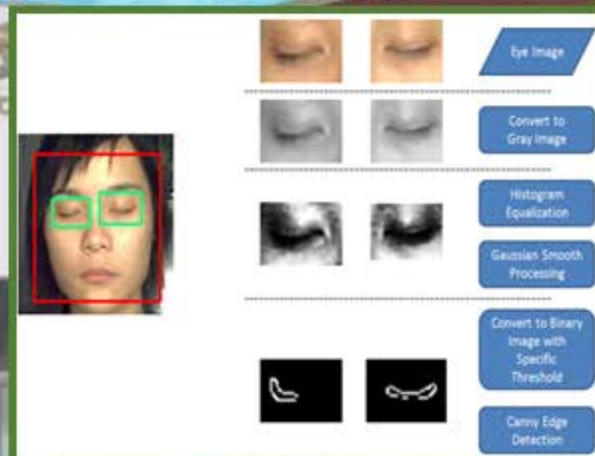 Eye Image
Convert to
Gray Image
Histogram
Equalization
Gaussian Smooth
Processing
Convert to Binary
Image with
Specific
Threshold
Canny Edge
Detection